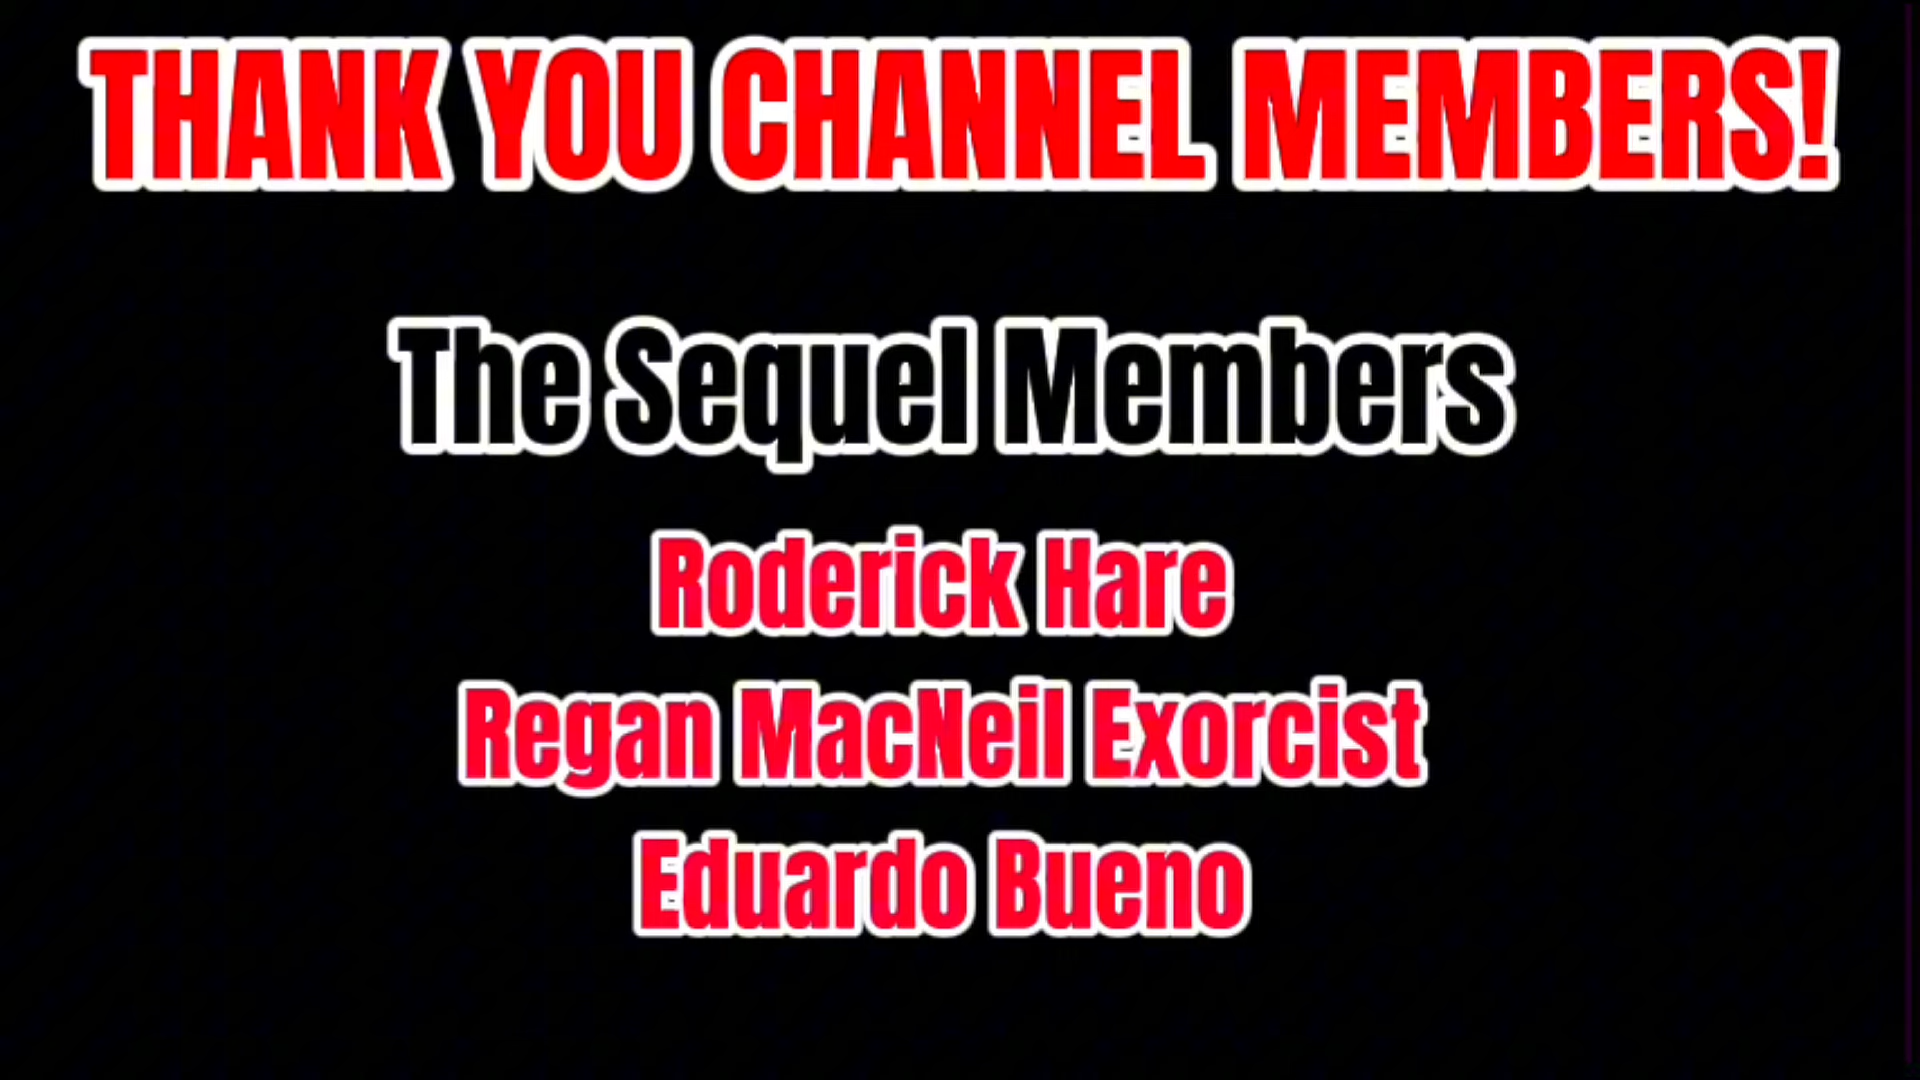 THANK YOU CHANNEL MEMBERS!
The Sequel Members
Roderick Hare
Regan MacNeil Exorcist
Eduardo Bueno